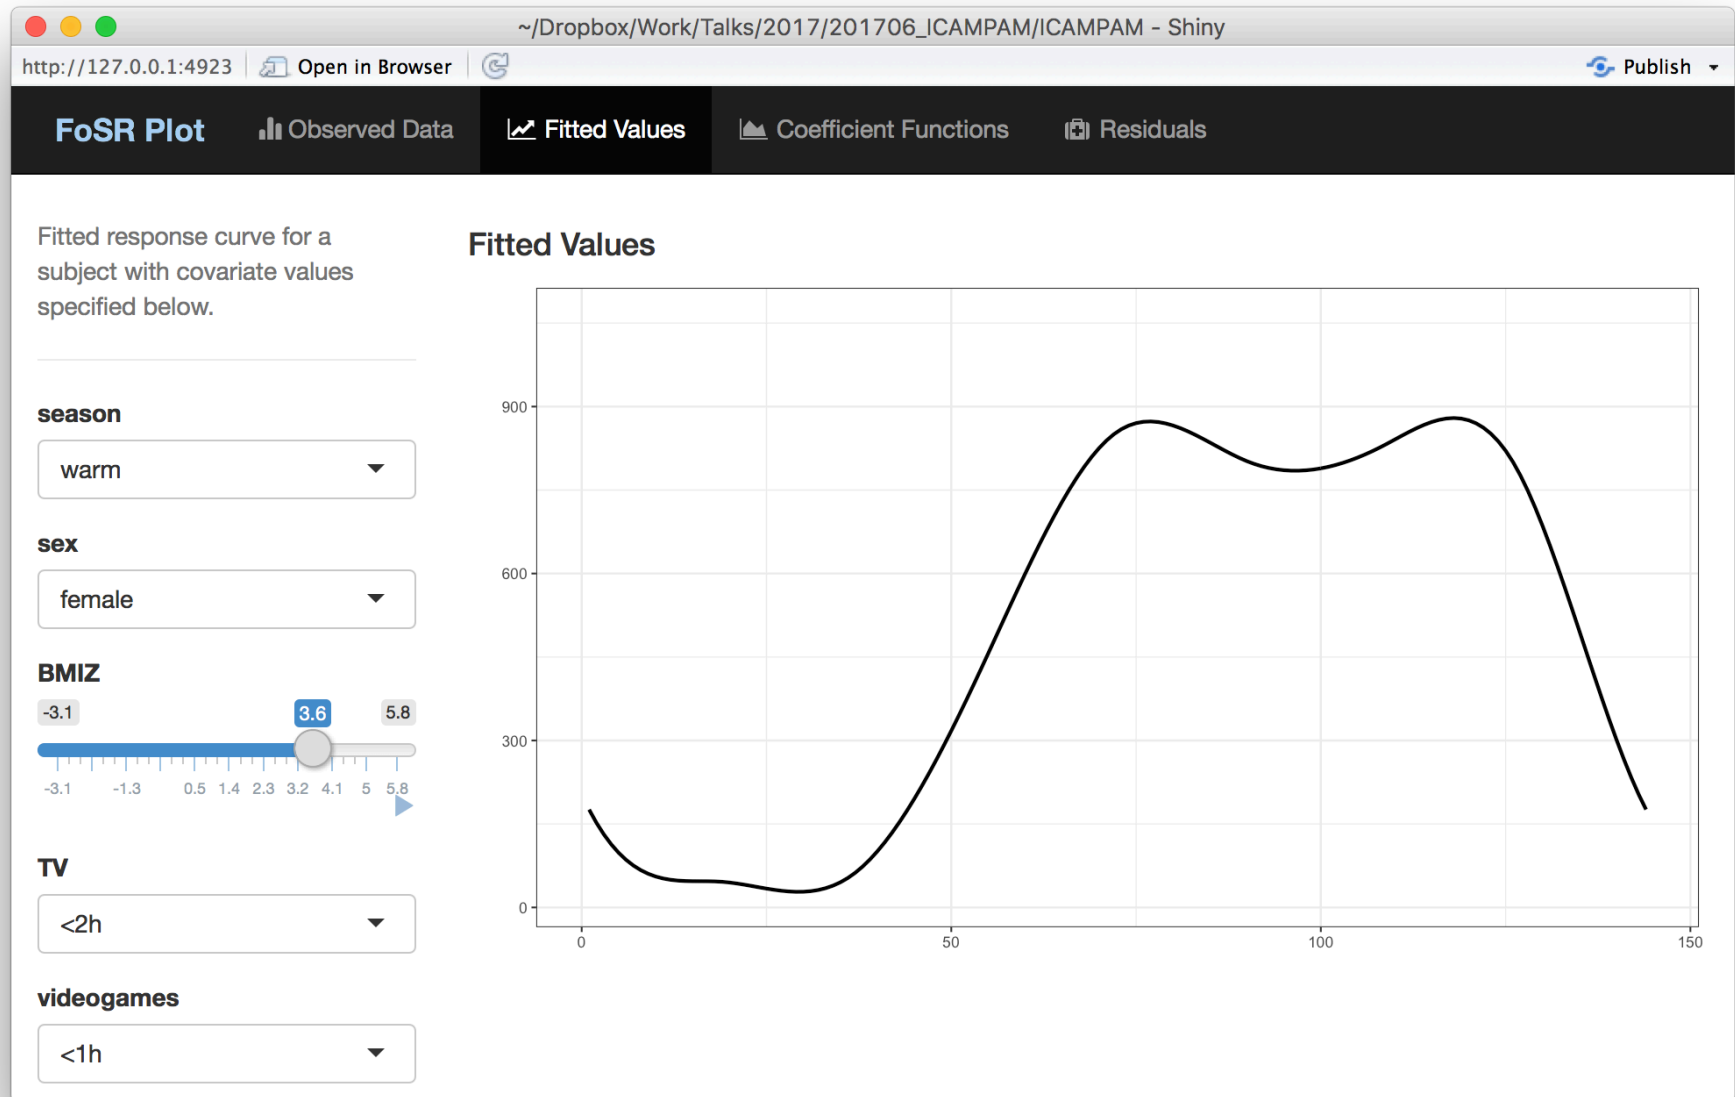 ~/Dropbox/Work/Talks/2017/201706_ICAMPAM/ICAMPAM - Shiny
http://127.0.0.1:4923 Open in Browser Publish
FoSR Plot Observed Data Fitted Values Coefficient Functions Residuals
Fitted response curve for a
subject with covariate values
specified below.
season
warm
sex
female
BMIZ
-3.1 3.6 5.8
-3.1 -1.3 0.5 1.4 2.3 3.2 4.1 5 5.8
TV
<2h
videogames
<1h
Fitted Values
900
600
300
0
0 50 100 150